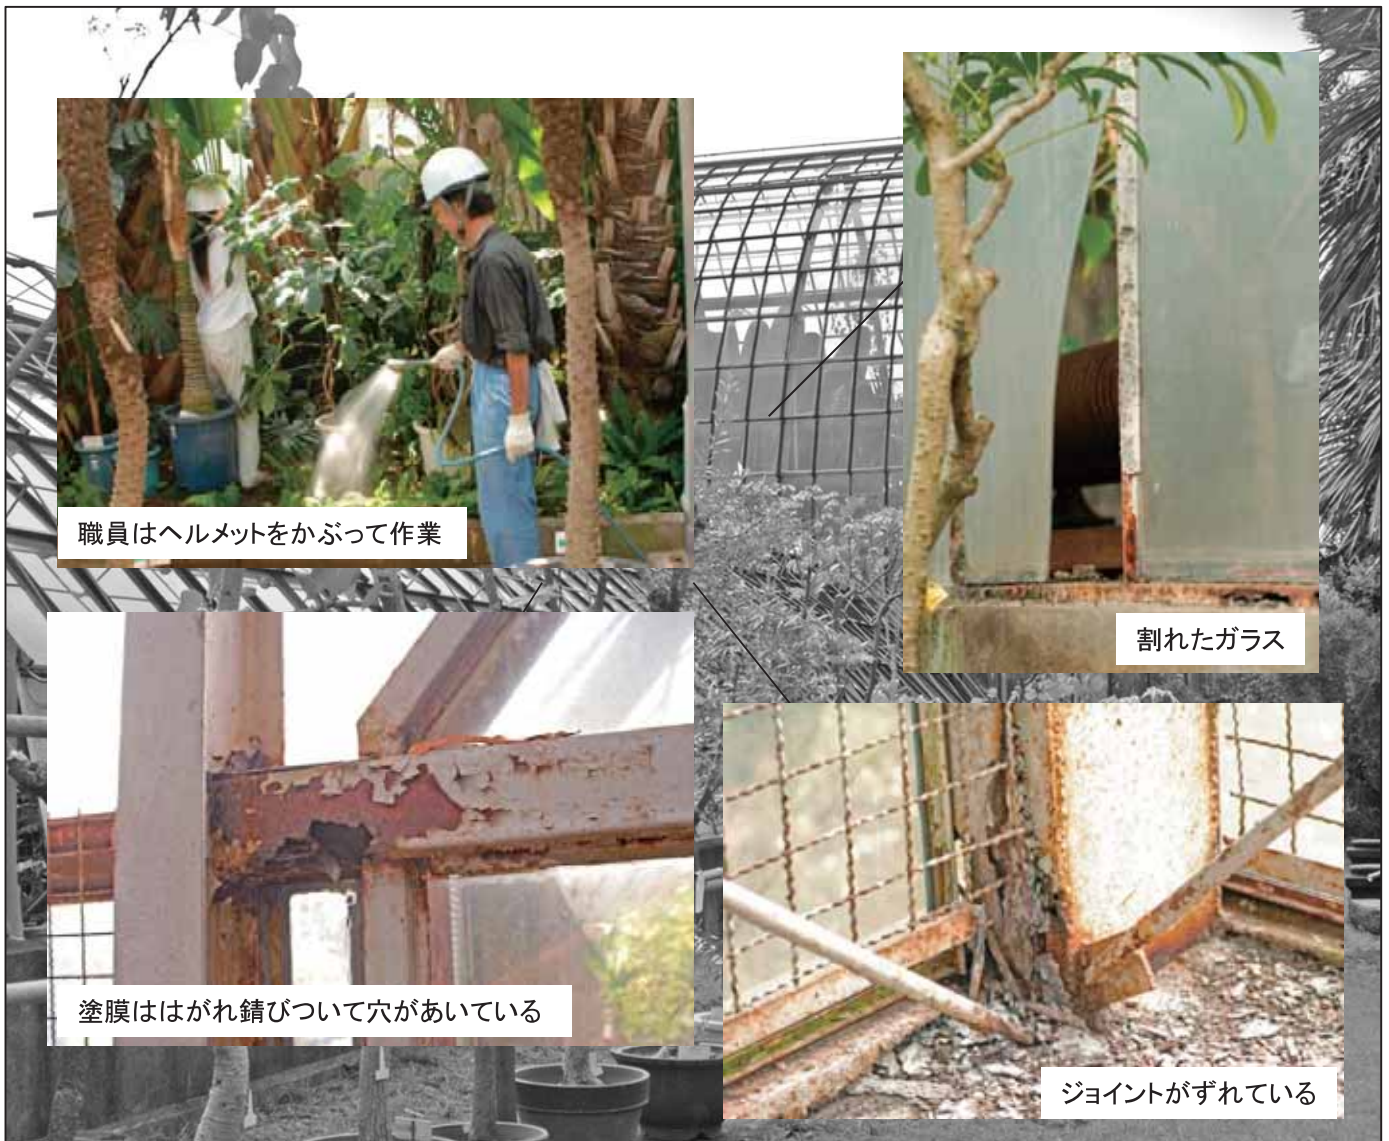 職員はヘルメットをかぶって作業
割れたガラス
塗膜ははがれ錆びついて穴があいている
ジョイントがずれている